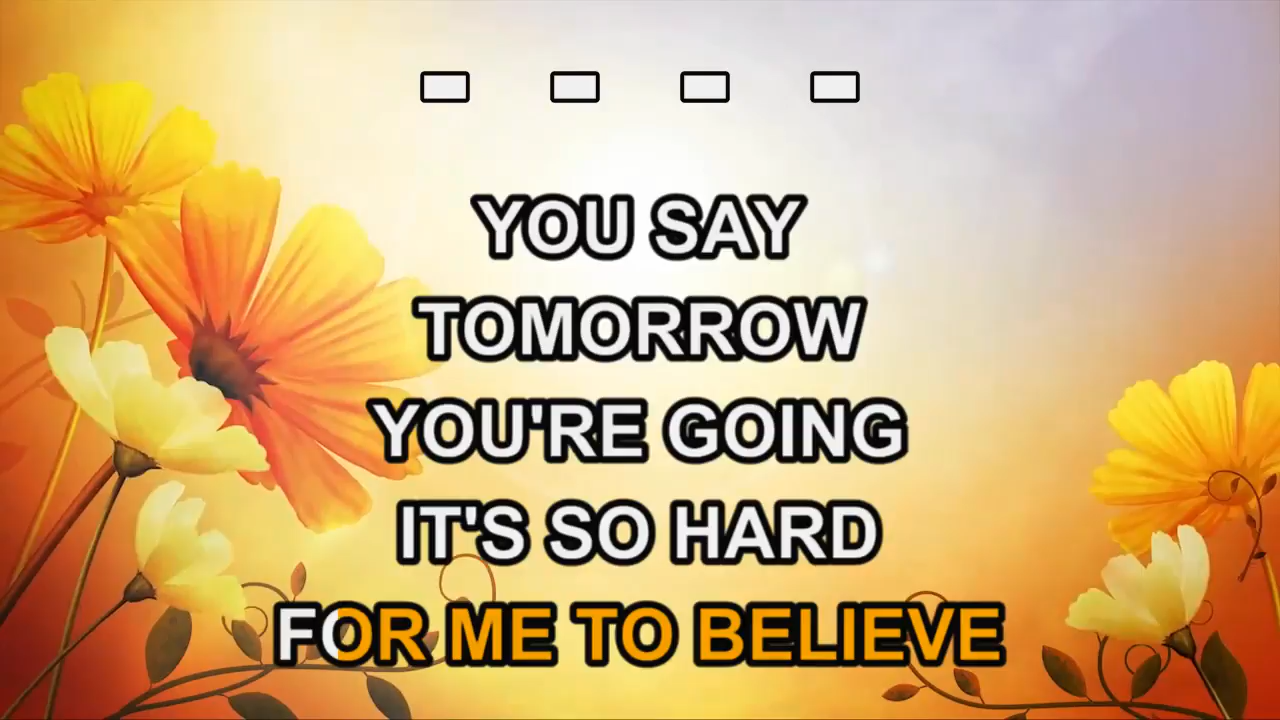 YOU SAY
TOMORROW
YOU'RE GOING
IT'S SO HARD
FOR ME TO BELIEVE